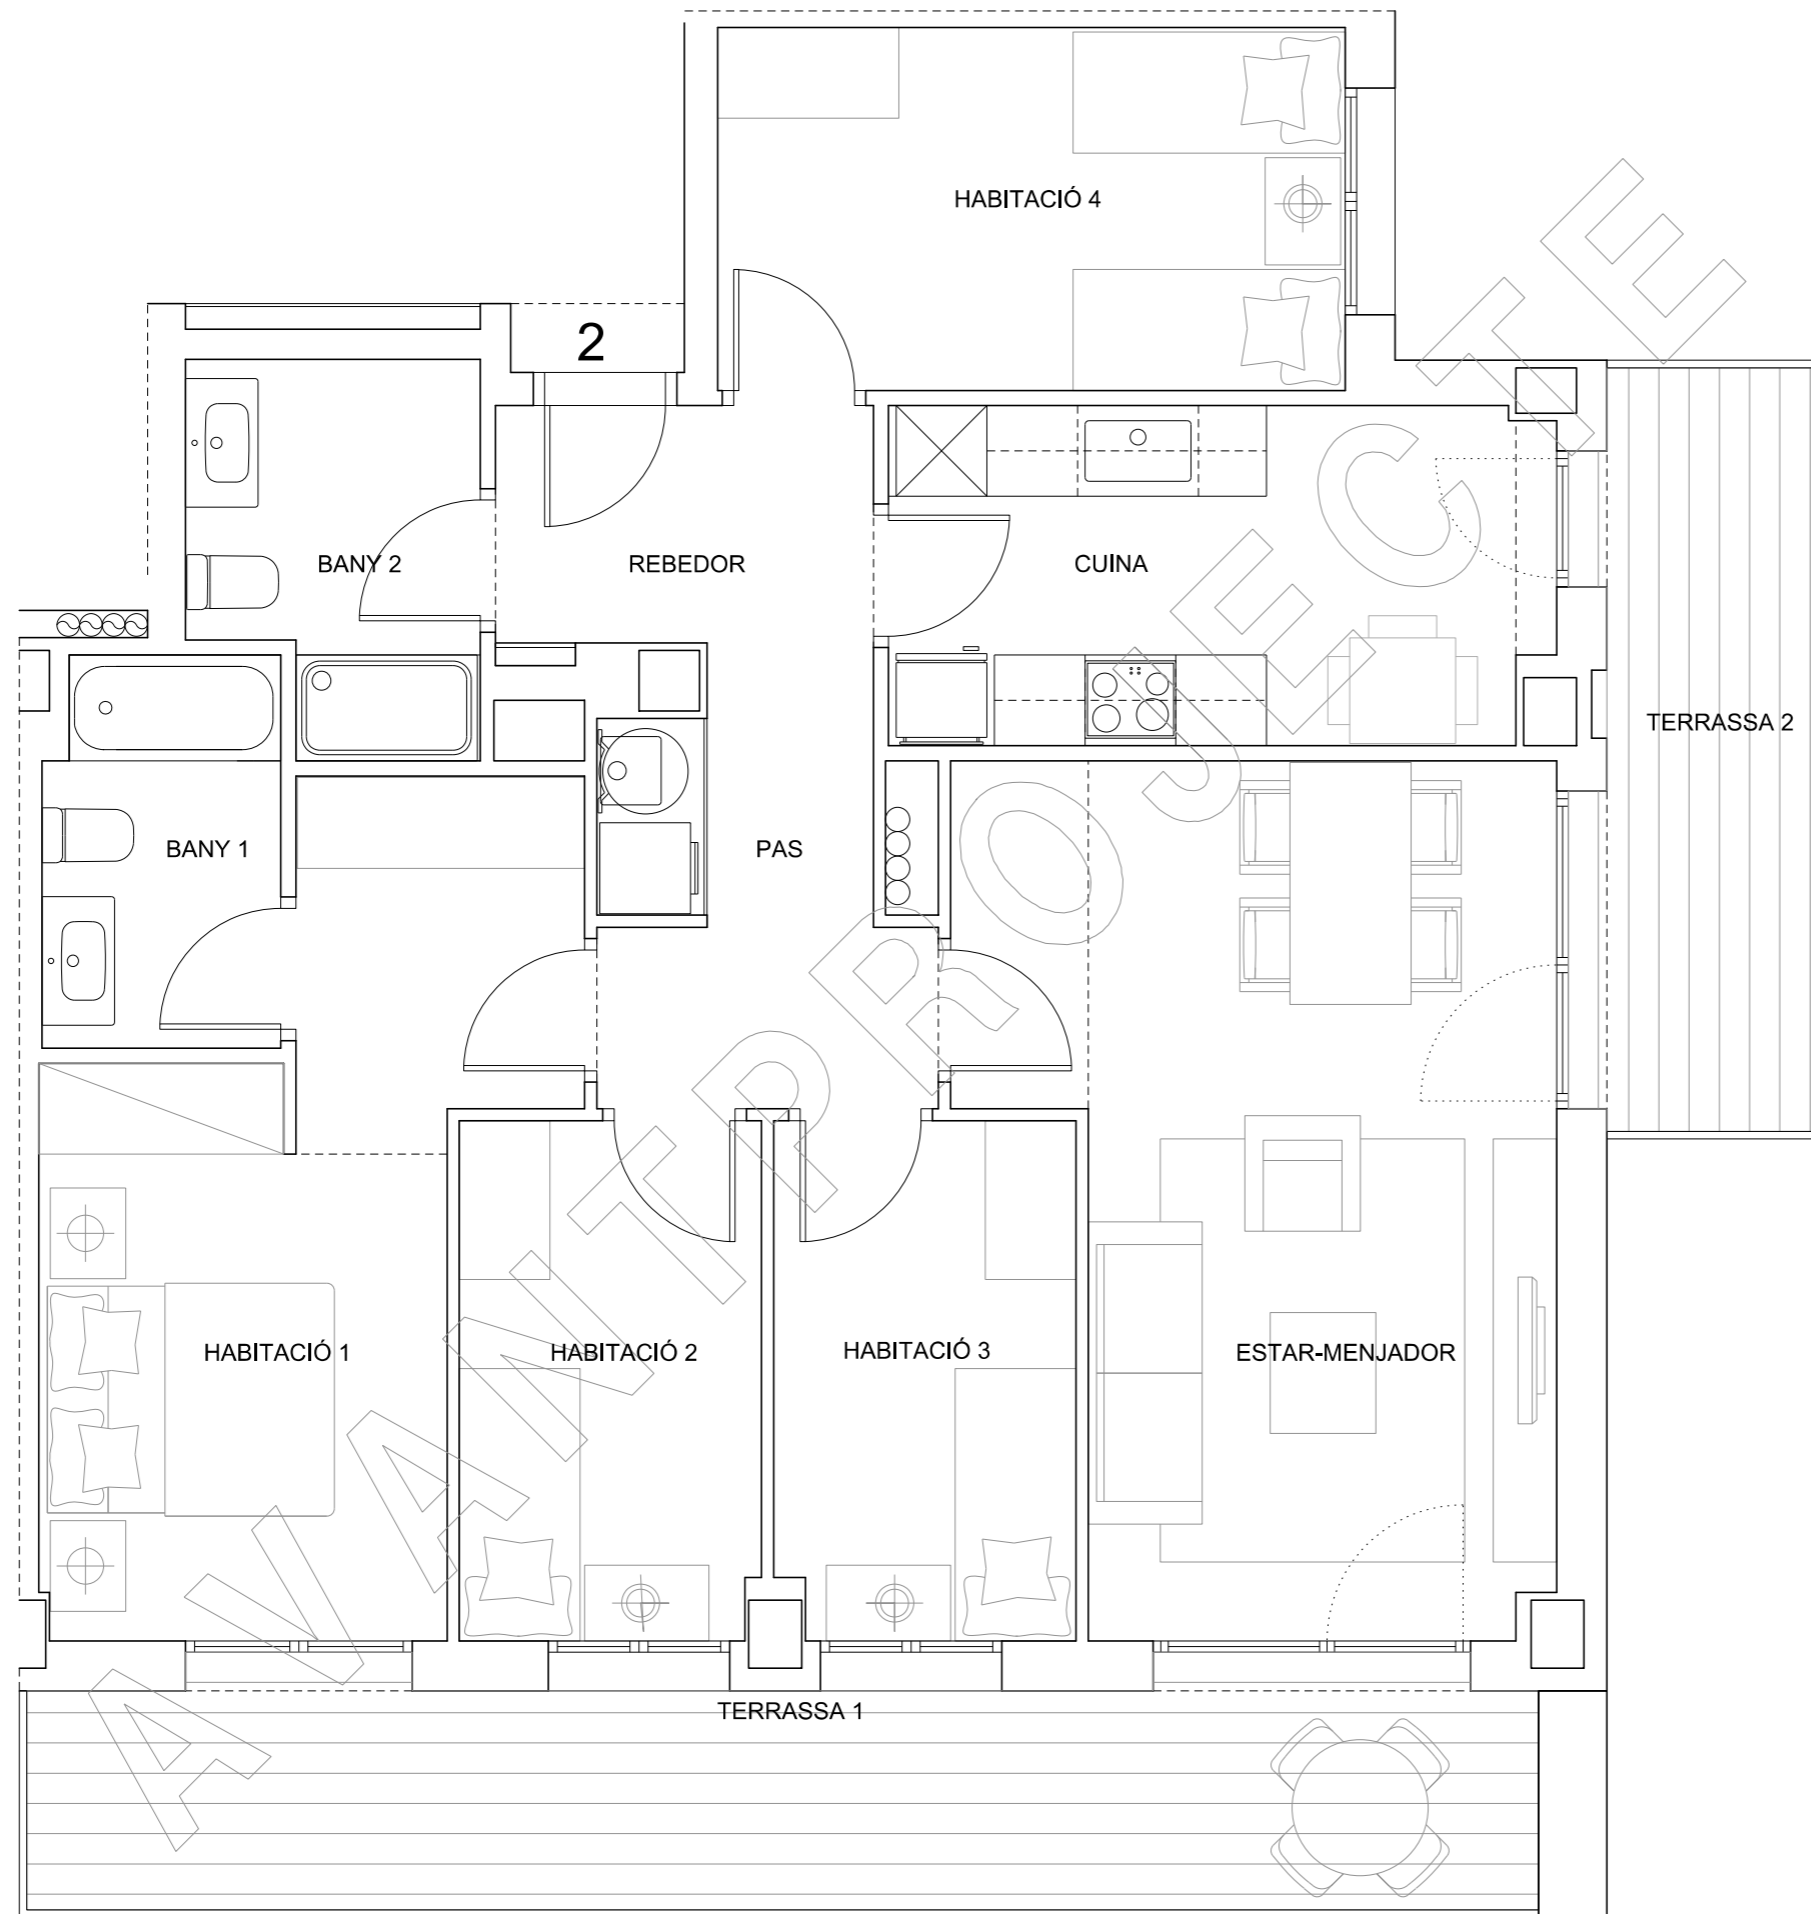 HABITACIÓ 4
2
BANY 2
REBEDOR
CUINA
TERRASSA 2
BANY 1
PAS
HABITACIÓ 1
HABITACIÓ 2
HABITACIÓ 3
ESTAR-MENJADOR
TERRASSA 1
AVANTPROJECTE